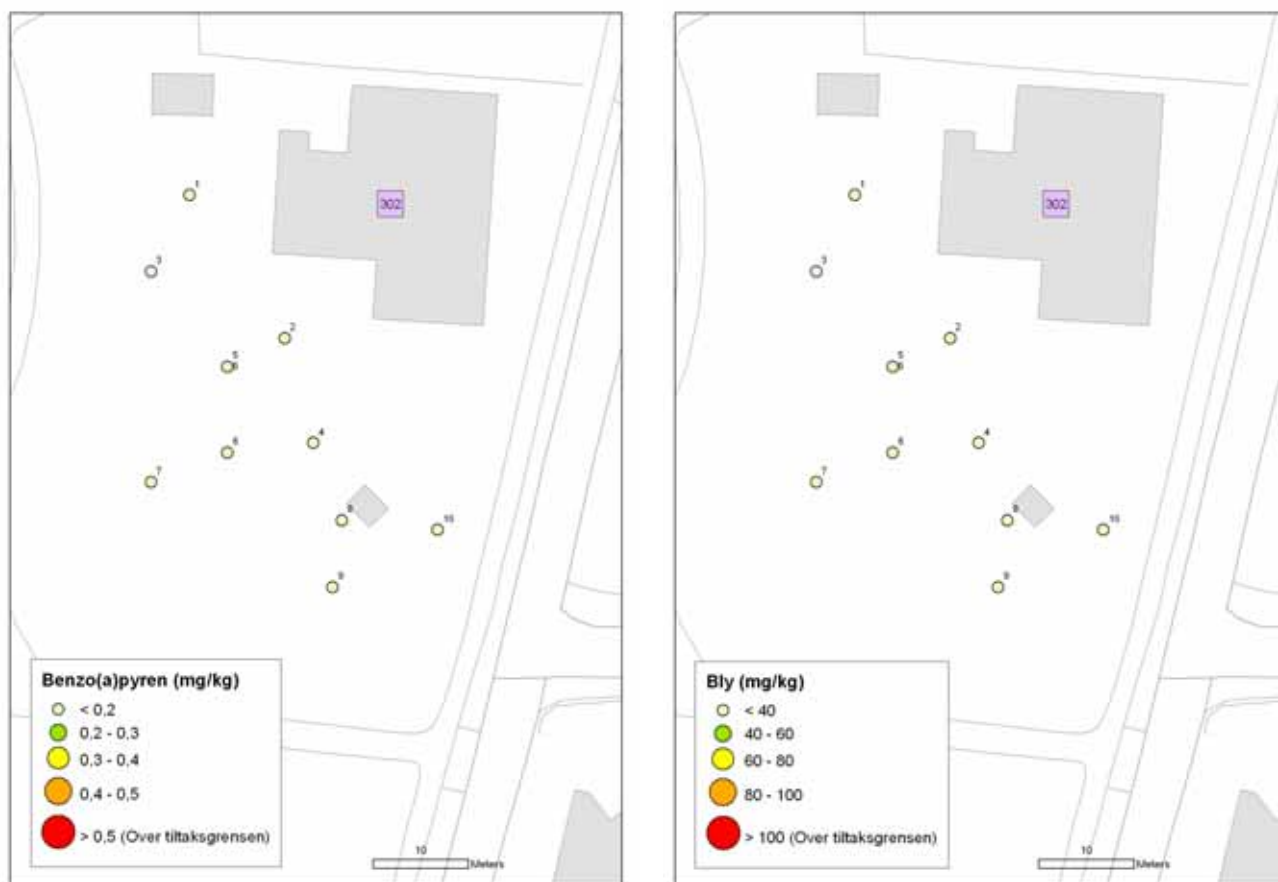 1
302
3
2
5
4
6
7
8
10
9
Benzo(a)pyren (mg/kg)
< 0,2
0,2 - 0,3
0,3 - 0,4
0,4 - 0,5
> 0,5 (Over tiltaksgrensen)
10
Meters
1
302
3
2
5
4
6
7
8
10
9
Bly (mg/kg)
< 40
40 - 60
60 - 80
80 - 100
> 100 (Over tiltaksgrensen)
10
Meters